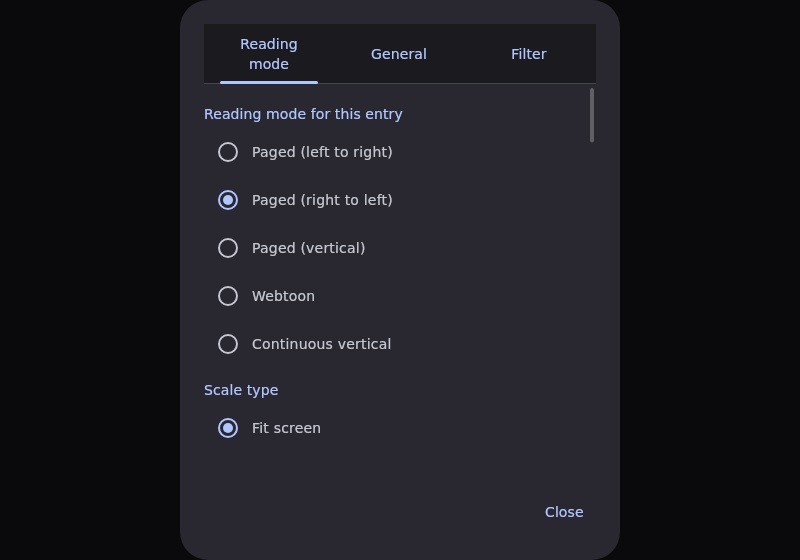 Reading
mode
General
Filter
Reading mode for this entry
Paged (left to right)
Paged (right to left)
Paged (vertical)
Webtoon
Continuous vertical
Scale type
Fit screen
Close